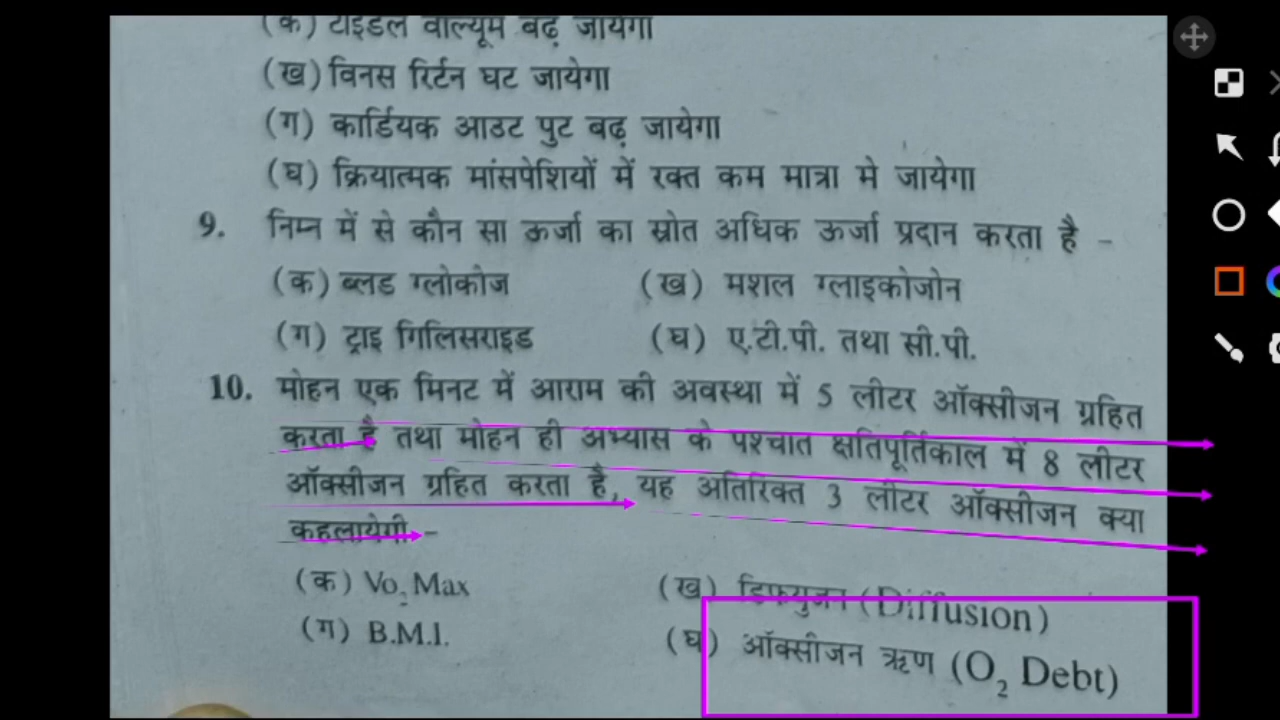 (क) टाइडल वाल्यूम बढ़ जायेगा
(ख) विनस रिर्टन घट जायेगा
(ग) कार्डियक आउट पुट बढ़ जायेगा
(घ) क्रियात्मक मांसपेशियों में रक्त कम मात्रा मे जायेगा
9. निम्न में से कौन सा ऊर्जा का स्रोत अधिक ऊर्जा प्रदान करता है -
(क) ब्लड ग्लोकोज (ख) मशल ग्लाइकोजोन
(ग) ट्राइ गिलिसराइड (घ) ए.टी.पी. तथा सी.पी.
10. मोहन एक मिनट में आराम की अवस्था में 5 लीटर ऑक्सीजन ग्रहित
करता है तथा मोहन ही अभ्यास के पश्चात क्षतिपूर्तिकाल में 8 लीटर
ऑक्सीजन ग्रहित करता है, यह अतिरिक्त 3 लीटर ऑक्सीजन क्या
कहलायेगी -
(क) Vo₂ Max (ख) डिफ्युजन (Diffusion)
(ग) B.M.I. (घ) ऑक्सीजन ऋण (O₂ Debt)